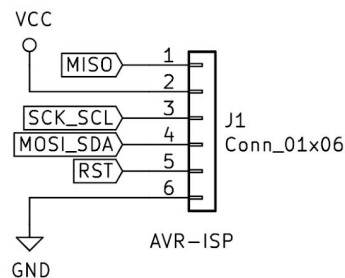 VCC
MISO 1
2
SCK_SCL 3
MOSI_SDA 4
RST 5
6
J1
Conn_01x06
AVR-ISP
GND